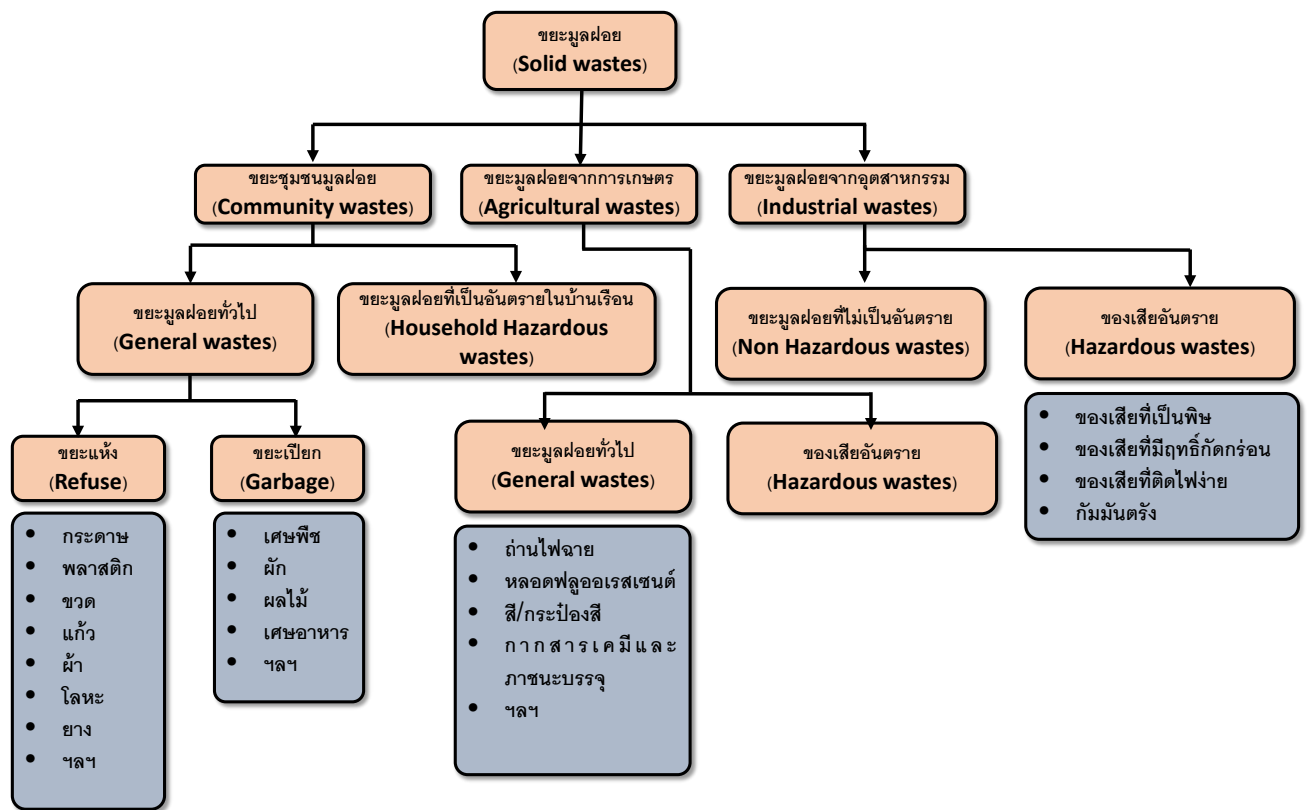 ขยะมูลฝอย
(Solid wastes)
ขยะชุมชนมูลฝอย
(Community wastes)
ขยะมูลฝอยจากการเกษตร
(Agricultural wastes)
ขยะมูลฝอยจากอุตสาหกรรม
(Industrial wastes)
ขยะมูลฝอยทั่วไป
(General wastes)
ขยะมูลฝอยที่เป็นอันตรายในบ้านเรือน
(Household Hazardous
wastes)
ขยะมูลฝอยที่ไม่เป็นอันตราย
(Non Hazardous wastes)
ของเสียอันตราย
(Hazardous wastes)
• ของเสียที่เป็นพิษ
• ของเสียที่มีฤทธิ์กัดกร่อน
• ของเสียที่ติดไฟง่าย
• กัมมันตรัง
ขยะแห้ง
(Refuse)
ขยะเปียก
(Garbage)
ขยะมูลฝอยทั่วไป
(General wastes)
ของเสียอันตราย
(Hazardous wastes)
• กระดาษ
• พลาสติก
• ขวด
• แก้ว
• ผ้า
• โลหะ
• ยาง
• ฯลฯ
• เศษพืช
• ผัก
• ผลไม้
• เศษอาหาร
• ฯลฯ
• ถ่านไฟฉาย
• หลอดฟลูออเรสเซนต์
• สี/กระป๋องสี
• กากสารเคมีและ
ภาชนะบรรจุ
• ฯลฯ